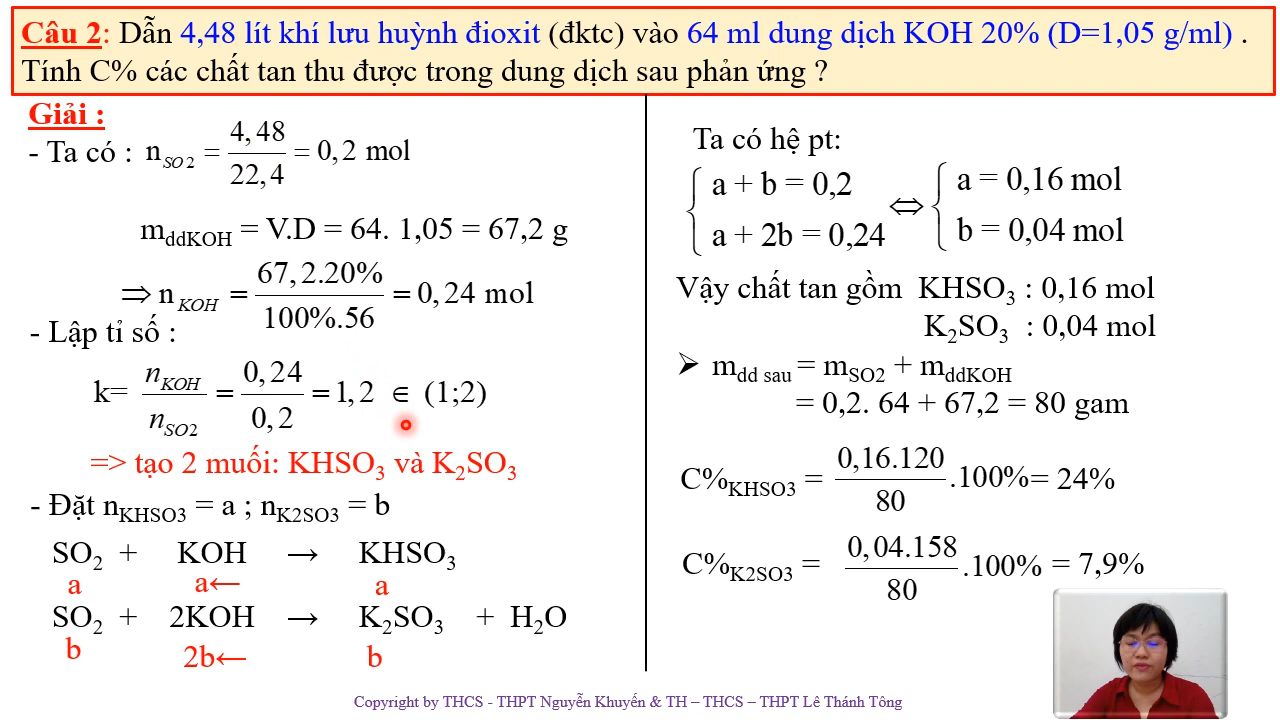 Câu 2: Dẫn 4,48 lít khí lưu huỳnh đioxit (đktc) vào 64 ml dung dịch KOH 20% (D=1,05 g/ml) .
Tính C% các chất tan thu được trong dung dịch sau phản ứng ?
Giải :
- Ta có : n_SO2 = 4,48 / 22,4 = 0,2 mol
m_ddKOH = V.D = 64. 1,05 = 67,2 g
⇒ n_KOH = 67,2.20% / 100%.56 = 0,24 mol
- Lập tỉ số :
k= n_KOH / n_SO2 = 0,24 / 0,2 = 1,2 ∈ (1;2)
=> tạo 2 muối: KHSO₃ và K₂SO₃
- Đặt n_KHSO3 = a ; n_K2SO3 = b
SO₂ + KOH → KHSO₃
a a← a
SO₂ + 2KOH → K₂SO₃ + H₂O
b 2b← b
Ta có hệ pt:
{ a + b = 0,2 ⇔ { a = 0,16 mol
a + 2b = 0,24 b = 0,04 mol
Vậy chất tan gồm KHSO₃ : 0,16 mol
K₂SO₃ : 0,04 mol
➢ m_dd sau = m_SO2 + m_ddKOH
= 0,2. 64 + 67,2 = 80 gam
C%_KHSO3 = 0,16.120 / 80 .100% = 24%
C%_K2SO3 = 0,04.158 / 80 .100% = 7,9%
Copyright by THCS - THPT Nguyễn Khuyến & TH – THCS – THPT Lê Thánh Tông